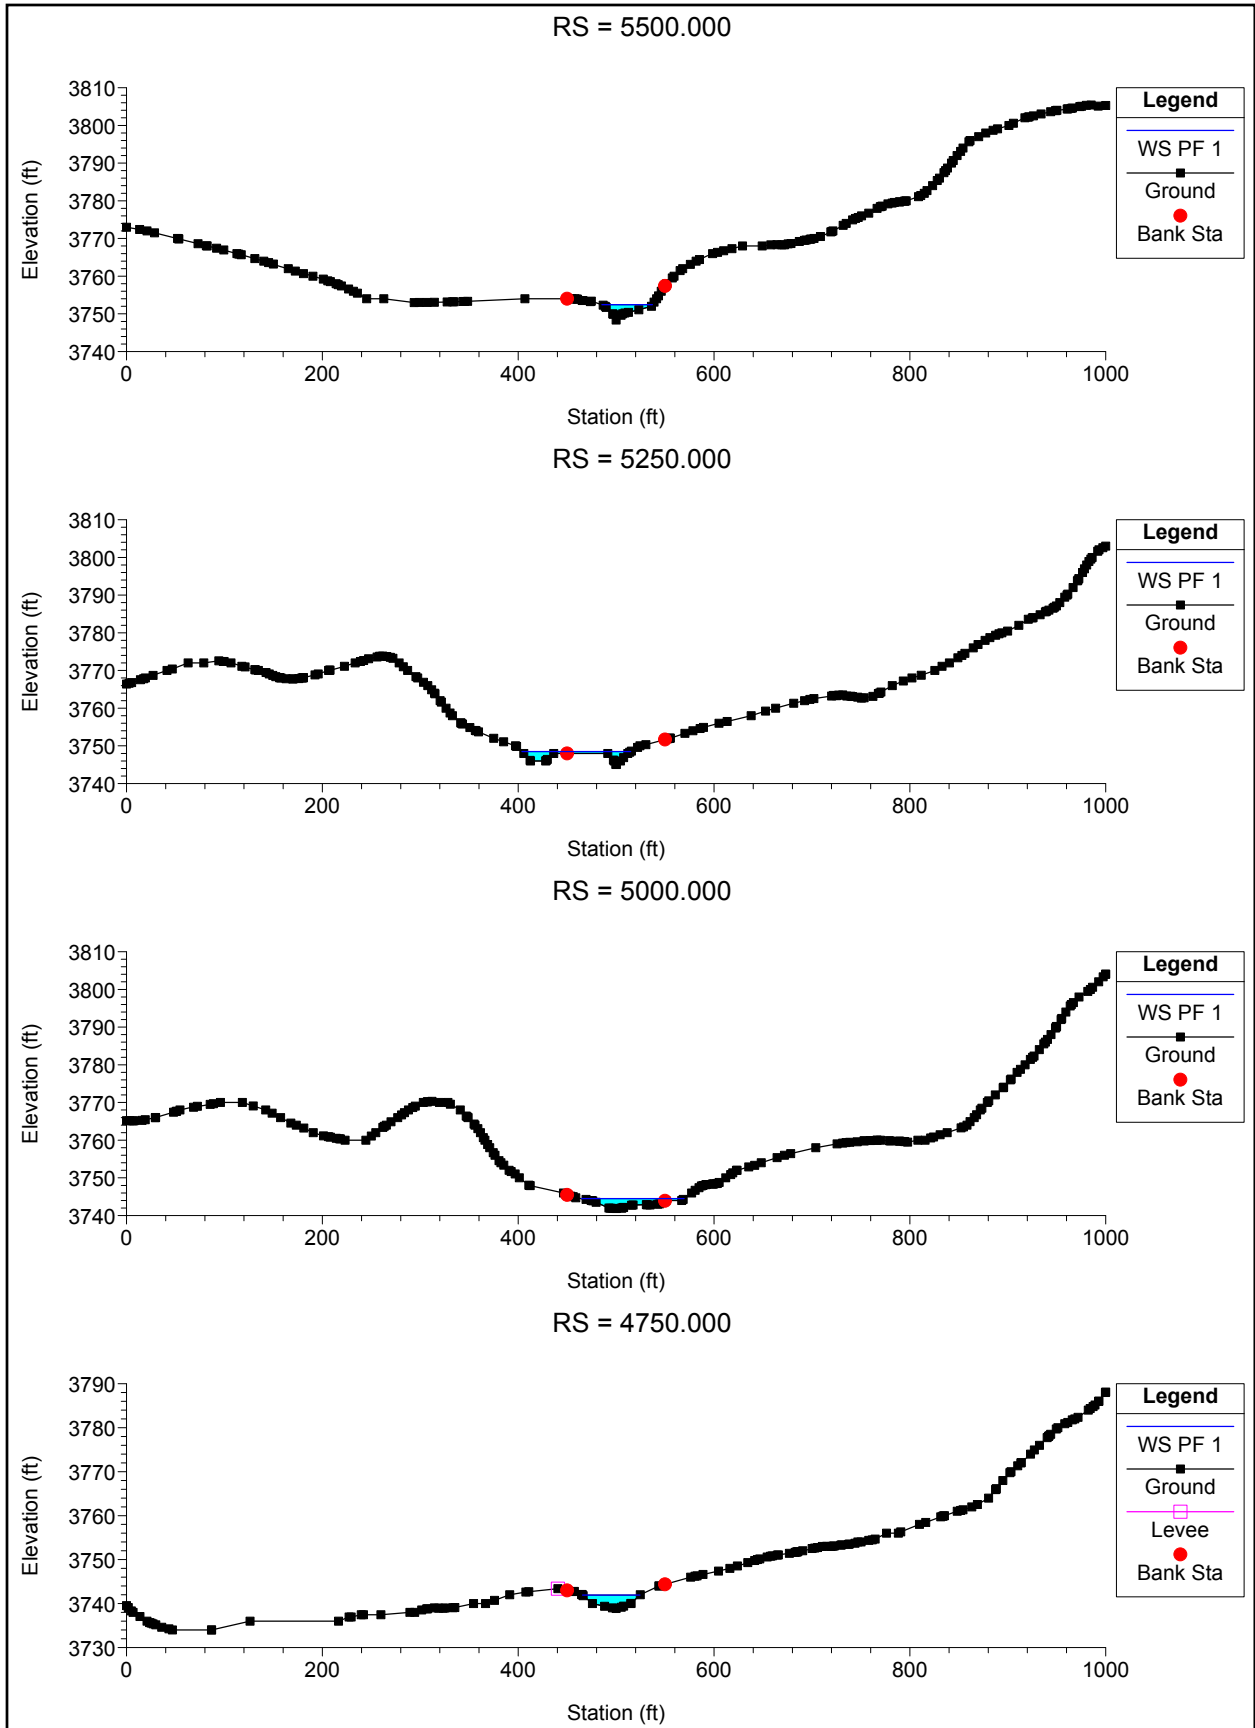 RS = 5500.000
Elevation (ft)
3810
3800
3790
3780
3770
3760
3750
3740
0 200 400 600 800 1000
Station (ft)
Legend
WS PF 1
Ground
Bank Sta
RS = 5250.000
Elevation (ft)
3810
3800
3790
3780
3770
3760
3750
3740
0 200 400 600 800 1000
Station (ft)
Legend
WS PF 1
Ground
Bank Sta
RS = 5000.000
Elevation (ft)
3810
3800
3790
3780
3770
3760
3750
3740
0 200 400 600 800 1000
Station (ft)
Legend
WS PF 1
Ground
Bank Sta
RS = 4750.000
Elevation (ft)
3790
3780
3770
3760
3750
3740
3730
0 200 400 600 800 1000
Station (ft)
Legend
WS PF 1
Ground
Levee
Bank Sta